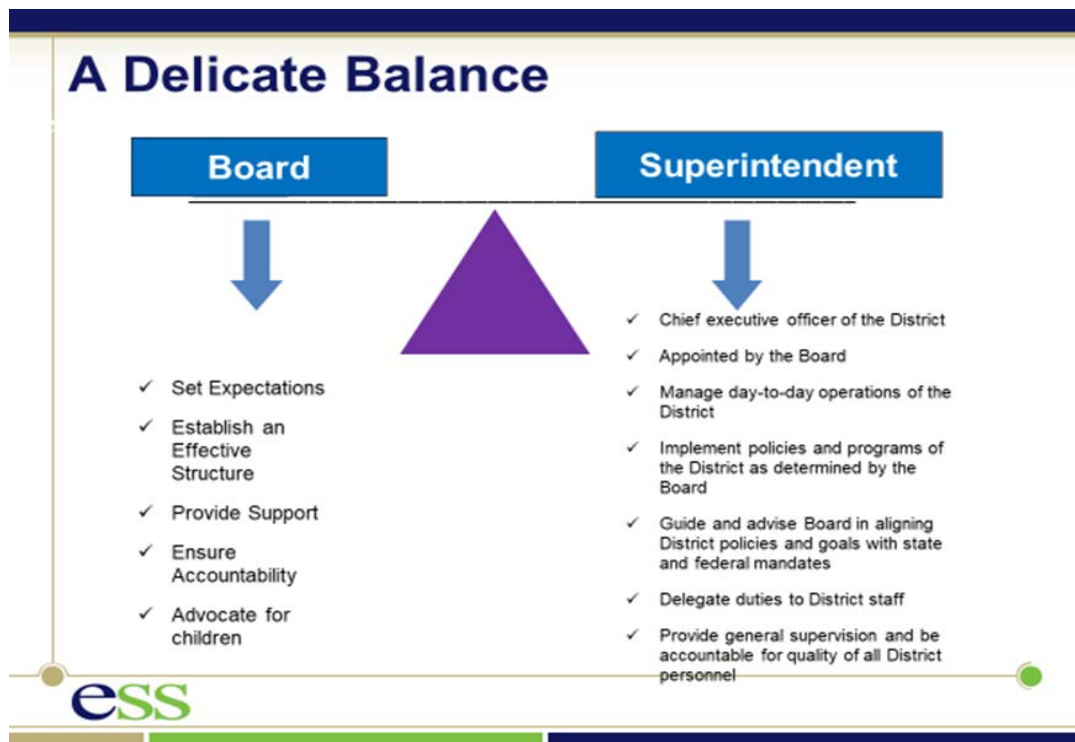 A Delicate Balance
Board
Superintendent
✓ Set Expectations
✓ Establish an
Effective
Structure
✓ Provide Support
✓ Ensure
Accountability
✓ Advocate for
children
✓ Chief executive officer of the District
✓ Appointed by the Board
✓ Manage day-to-day operations of the
District
✓ Implement policies and programs of
the District as determined by the
Board
✓ Guide and advise Board in aligning
District policies and goals with state
and federal mandates
✓ Delegate duties to District staff
✓ Provide general supervision and be
accountable for quality of all District
personnel
ess